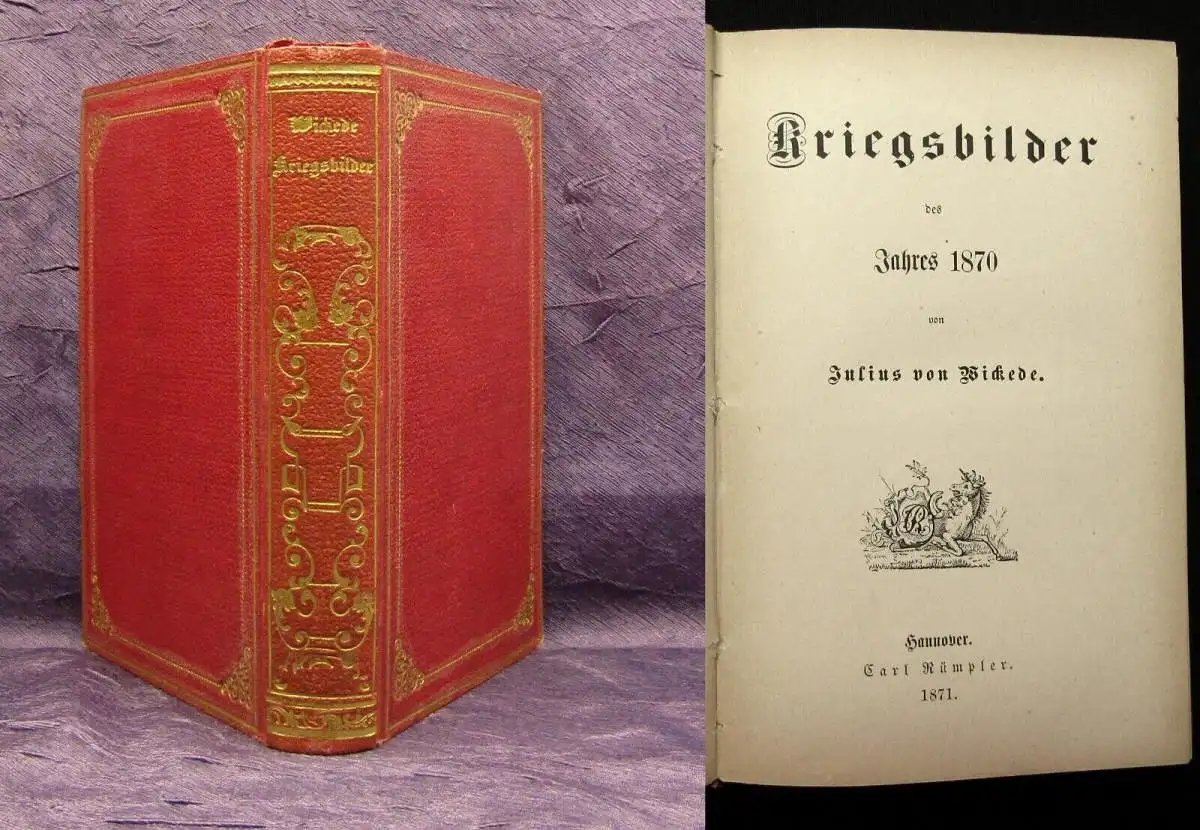 Wickede
Kriegsbilder
Kriegsbilder
des
Jahres 1870
von
Julius von Wickede.
R
Hannover.
Carl Rümpler.
1871.